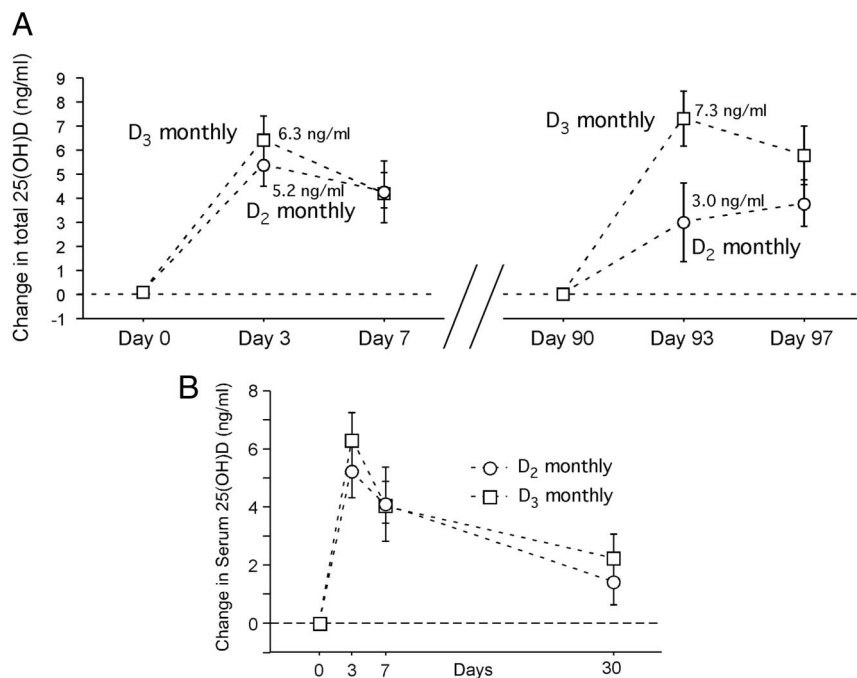 A
Change in total 25(OH)D (ng/ml)
9
8
7
6
5
4
3
2
1
0
-1
D3 monthly
6.3 ng/ml
5.2 ng/ml
D2 monthly
D3 monthly
7.3 ng/ml
3.0 ng/ml
D2 monthly
Day 0 Day 3 Day 7 Day 90 Day 93 Day 97
B
Change in Serum 25(OH)D (ng/ml)
8
6
4
2
0
D2 monthly
D3 monthly
0 3 7 Days 30